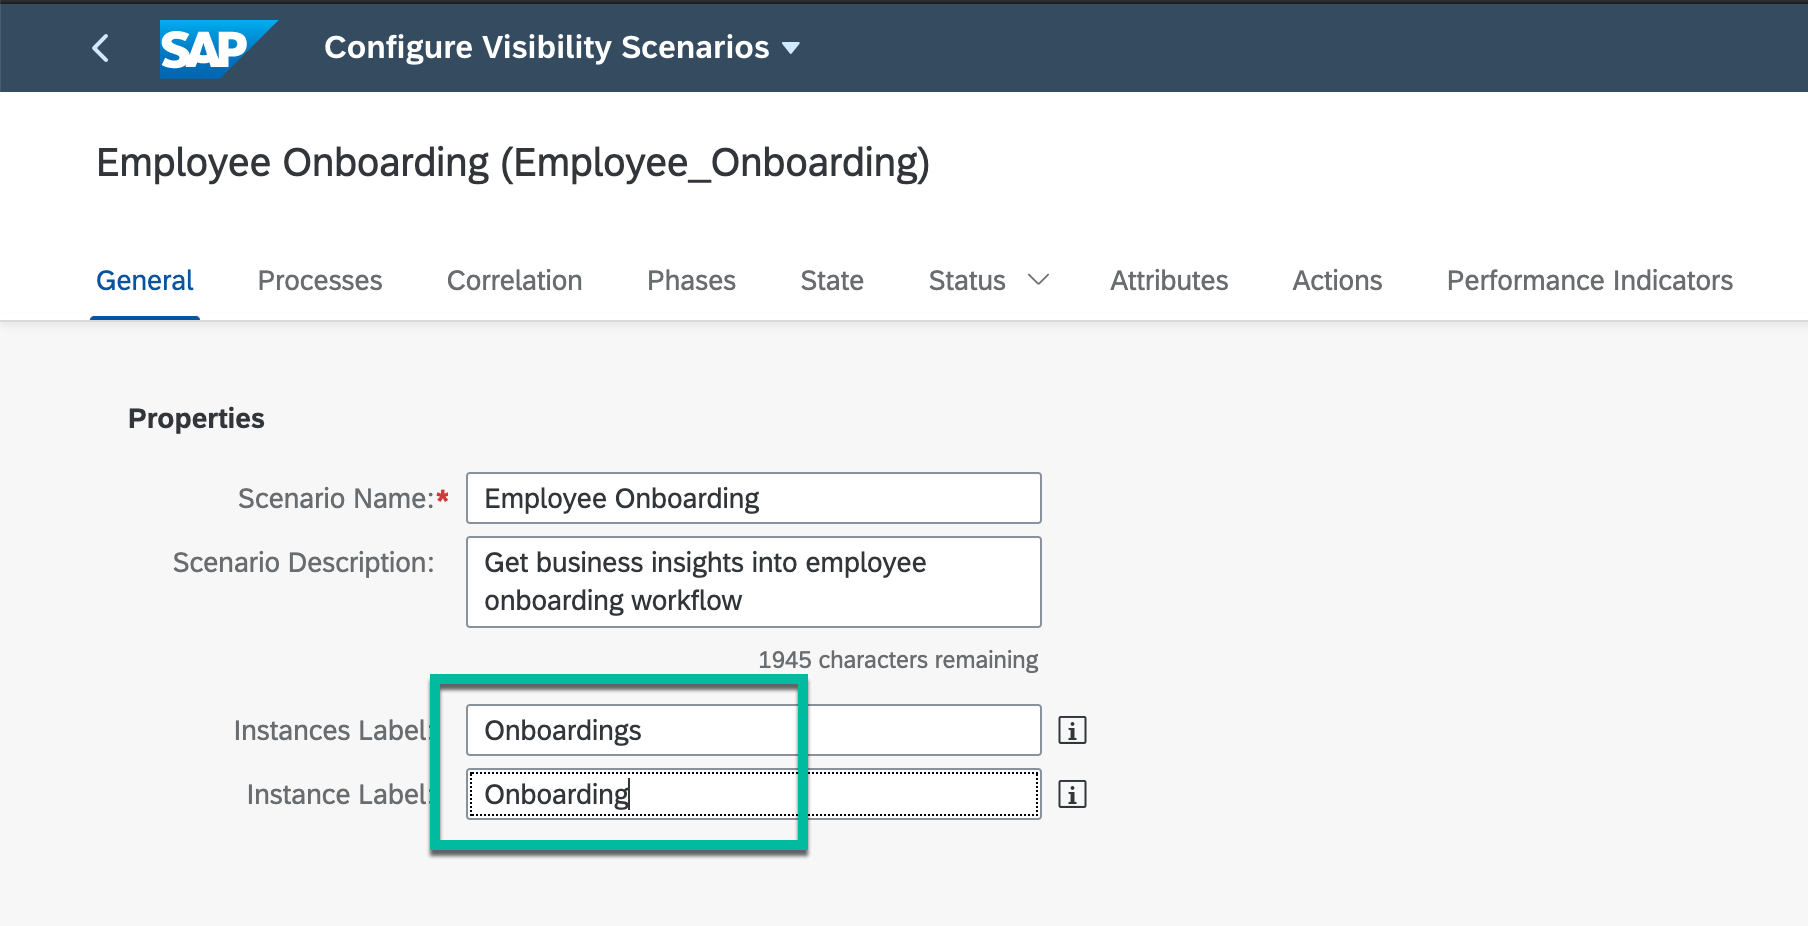 SAP Configure Visibility Scenarios
Employee Onboarding (Employee_Onboarding)
General Processes Correlation Phases State Status Attributes Actions Performance Indicators
Properties
Scenario Name:* Employee Onboarding
Scenario Description: Get business insights into employee
onboarding workflow
1945 characters remaining
Instances Label: Onboardings
Instance Label: Onboarding